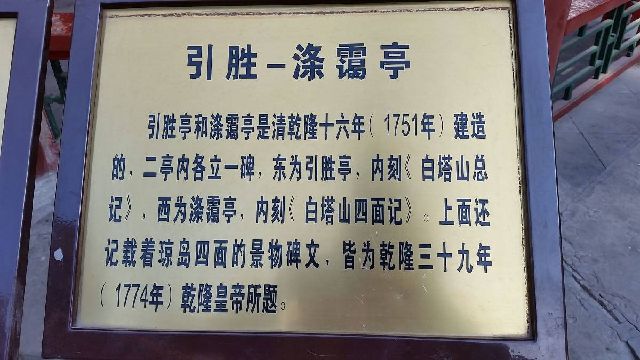 引胜－涤霭亭
引胜亭和涤霭亭是清乾隆十六年（1751年）建造
的、二亭内各立一碑，东为引胜亭，内刻《白塔山总
记》、西为涤霭亭，内刻《白塔山四面记》。上面还
记载着琼岛四面的景物碑文，皆为乾隆三十九年
（1774年）乾隆皇帝所题。